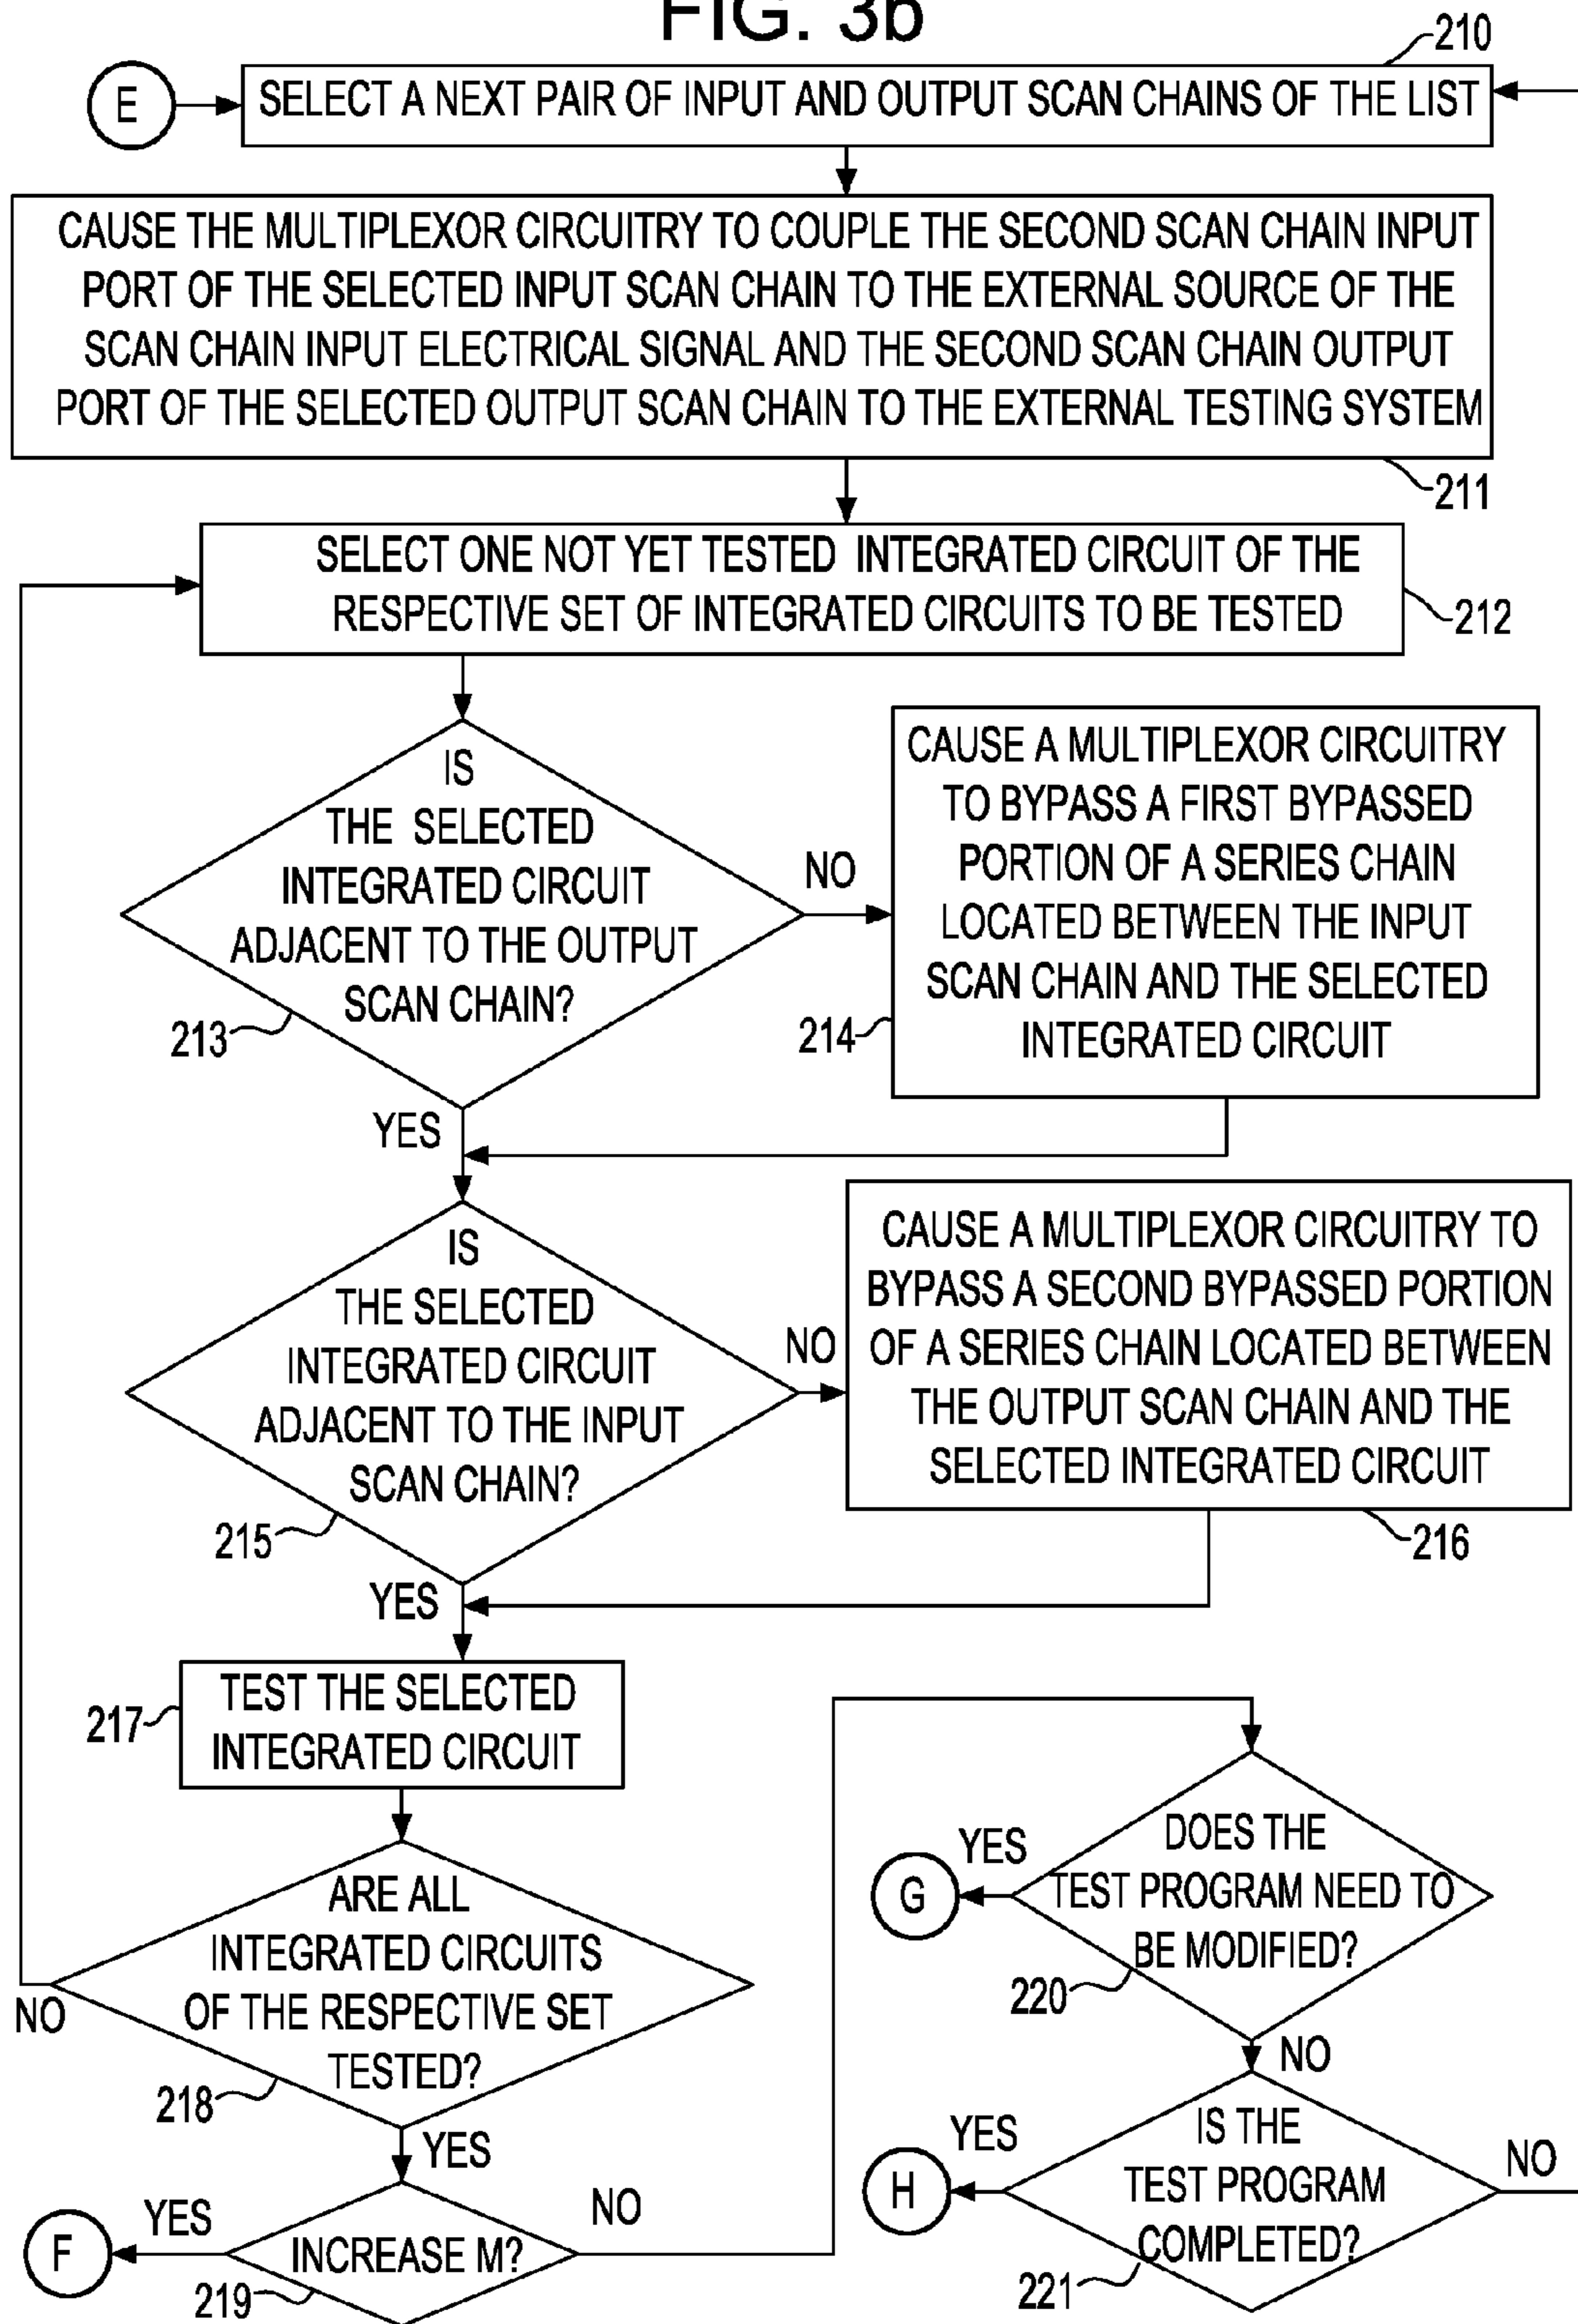 FIG. 3b
210
E
SELECT A NEXT PAIR OF INPUT AND OUTPUT SCAN CHAINS OF THE LIST
CAUSE THE MULTIPLEXOR CIRCUITRY TO COUPLE THE SECOND SCAN CHAIN INPUT
PORT OF THE SELECTED INPUT SCAN CHAIN TO THE EXTERNAL SOURCE OF THE
SCAN CHAIN INPUT ELECTRICAL SIGNAL AND THE SECOND SCAN CHAIN OUTPUT
PORT OF THE SELECTED OUTPUT SCAN CHAIN TO THE EXTERNAL TESTING SYSTEM
211
SELECT ONE NOT YET TESTED INTEGRATED CIRCUIT OF THE
RESPECTIVE SET OF INTEGRATED CIRCUITS TO BE TESTED
212
IS
THE SELECTED
INTEGRATED CIRCUIT
ADJACENT TO THE OUTPUT
SCAN CHAIN?
213
NO
CAUSE A MULTIPLEXOR CIRCUITRY
TO BYPASS A FIRST BYPASSED
PORTION OF A SERIES CHAIN
LOCATED BETWEEN THE INPUT
SCAN CHAIN AND THE SELECTED
INTEGRATED CIRCUIT
214
YES
IS
THE SELECTED
INTEGRATED CIRCUIT
ADJACENT TO THE INPUT
SCAN CHAIN?
215
NO
CAUSE A MULTIPLEXOR CIRCUITRY TO
BYPASS A SECOND BYPASSED PORTION
OF A SERIES CHAIN LOCATED BETWEEN
THE OUTPUT SCAN CHAIN AND THE
SELECTED INTEGRATED CIRCUIT
216
YES
TEST THE SELECTED
INTEGRATED CIRCUIT
217
ARE ALL
INTEGRATED CIRCUITS
OF THE RESPECTIVE SET
TESTED?
218
NO
YES
INCREASE M?
219
YES
F
NO
DOES THE
TEST PROGRAM NEED TO
BE MODIFIED?
220
YES
G
NO
IS THE
TEST PROGRAM
COMPLETED?
221
YES
H
NO